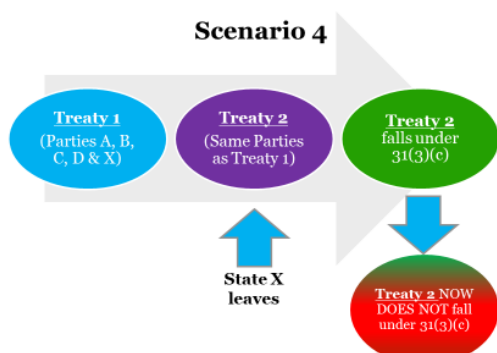 Scenario 4
Treaty 1
(Parties A, B,
C, D & X)
Treaty 2
(Same Parties
as Treaty 1)
Treaty 2
falls under
31(3)(c)
State X
leaves
Treaty 2 NOW
DOES NOT fall
under 31(3)(c)